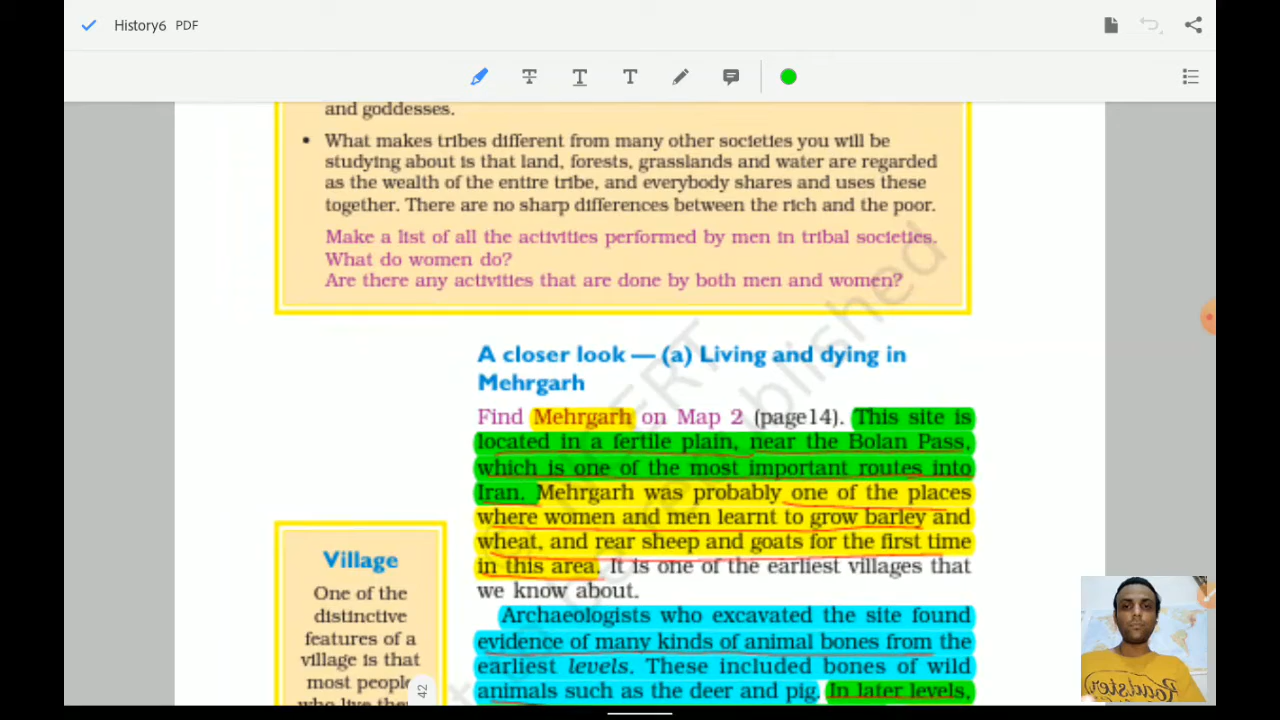 History6 PDF
and goddesses.
• What makes tribes different from many other societies you will be
studying about is that land, forests, grasslands and water are regarded
as the wealth of the entire tribe, and everybody shares and uses these
together. There are no sharp differences between the rich and the poor.
Make a list of all the activities performed by men in tribal societies.
What do women do?
Are there any activities that are done by both men and women?
A closer look — (a) Living and dying in
Mehrgarh
Find Mehrgarh on Map 2 (page14). This site is
located in a fertile plain, near the Bolan Pass,
which is one of the most important routes into
Iran. Mehrgarh was probably one of the places
where women and men learnt to grow barley and
wheat, and rear sheep and goats for the first time
in this area. It is one of the earliest villages that
we know about.
Archaeologists who excavated the site found
evidence of many kinds of animal bones from the
earliest levels. These included bones of wild
animals such as the deer and pig. In later levels,
Village
One of the
distinctive
features of a
village is that
most people
who live
42
Roadster